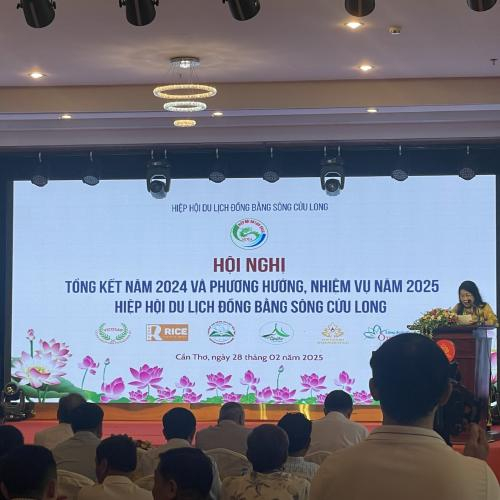 HIỆP HỘI DU LỊCH ĐỒNG BẰNG SÔNG CỬU LONG
HỘI NGHỊ
TỔNG KẾT NĂM 2024 VÀ PHƯƠNG HƯỚNG, NHIỆM VỤ NĂM 2025
HIỆP HỘI DU LỊCH ĐỒNG BẰNG SÔNG CỬU LONG
VIETSAN
RICE
Cần Thơ, ngày 28 tháng 02 năm 2025